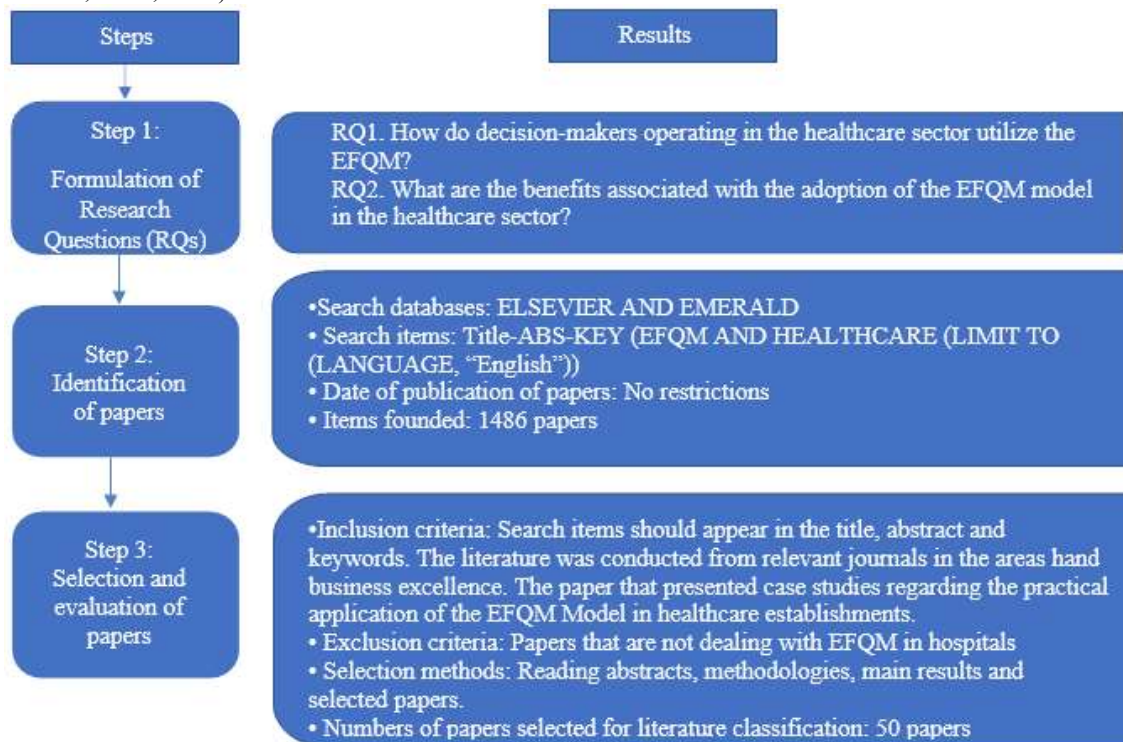 Steps
Results
Step 1:
Formulation of
Research
Questions (RQs)
RQ1. How do decision-makers operating in the healthcare sector utilize the
EFQM?
RQ2. What are the benefits associated with the adoption of the EFQM model
in the healthcare sector?
Step 2:
Identification
of papers
•Search databases: ELSEVIER AND EMERALD
• Search items: Title-ABS-KEY (EFQM AND HEALTHCARE (LIMIT TO
(LANGUAGE, “English”))
• Date of publication of papers: No restrictions
• Items founded: 1486 papers
Step 3:
Selection and
evaluation of
papers
•Inclusion criteria: Search items should appear in the title, abstract and
keywords. The literature was conducted from relevant journals in the areas hand
business excellence. The paper that presented case studies regarding the practical
application of the EFQM Model in healthcare establishments.
• Exclusion criteria: Papers that are not dealing with EFQM in hospitals
• Selection methods: Reading abstracts, methodologies, main results and
selected papers.
• Numbers of papers selected for literature classification: 50 papers